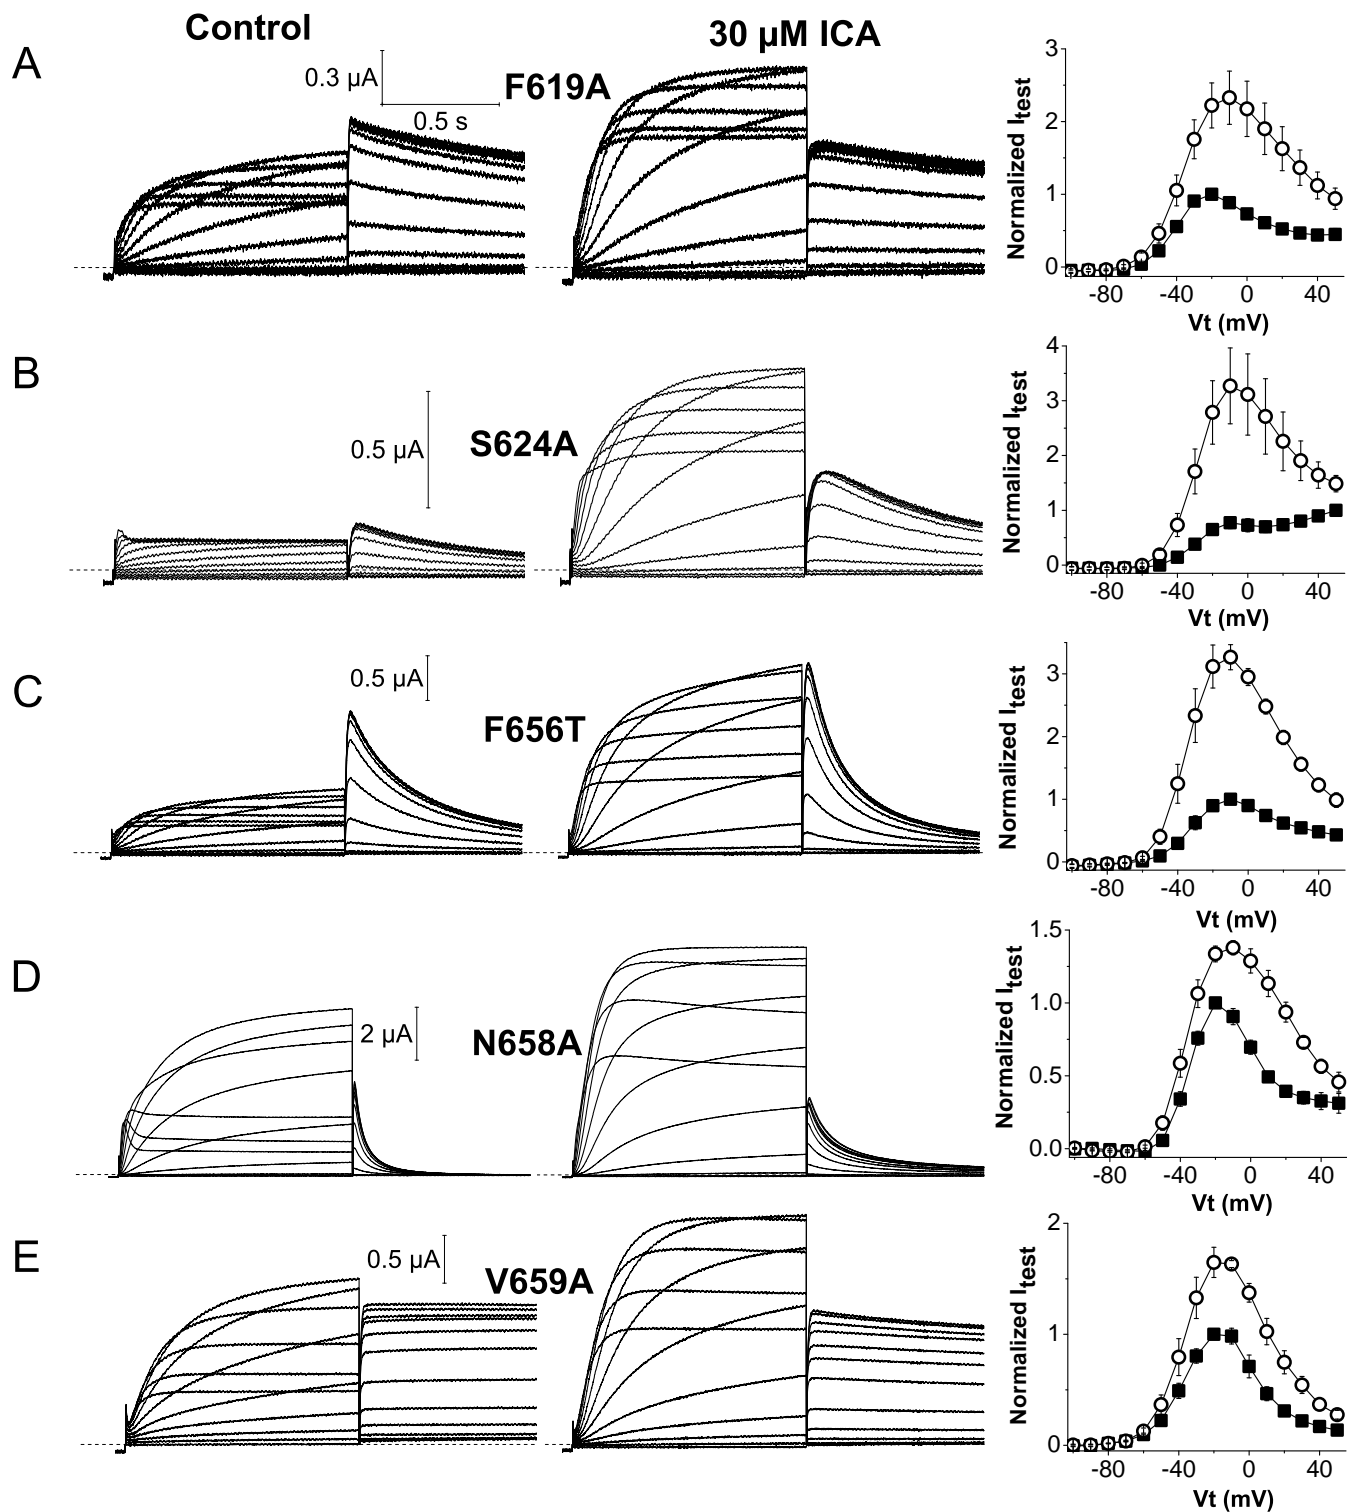 Control
30 µM ICA
A
0.3 µA
0.5 s
F619A
3
2
1
0
Normalized Itest
-80 -40 0 40
Vt (mV)
B
0.5 µA
S624A
4
3
2
1
0
Normalized Itest
-80 -40 0 40
Vt (mV)
C
0.5 µA
F656T
3
2
1
0
Normalized Itest
-80 -40 0 40
Vt (mV)
D
2 µA
N658A
1.5
1.0
0.5
0.0
Normalized Itest
-80 -40 0 40
Vt (mV)
E
0.5 µA
V659A
2
1
0
Normalized Itest
-80 -40 0 40
Vt (mV)